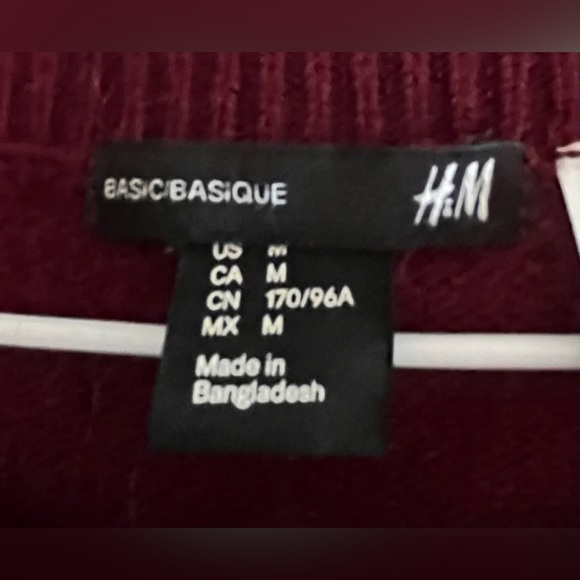 BASIC/BASIQUE H&M
US M
CA M
CN 170/96A
MX M
Made in
Bangladesh